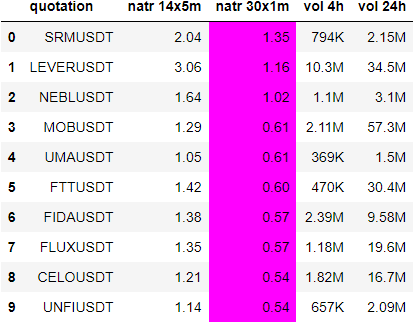 quotation natr 14x5m natr 30x1m vol 4h vol 24h
0 SRMUSDT 2.04 1.35 794K 2.15M
1 LEVERUSDT 3.06 1.16 10.3M 34.5M
2 NEBLUSDT 1.64 1.02 1.1M 3.1M
3 MOBUSDT 1.29 0.61 2.11M 57.3M
4 UMAUSDT 1.05 0.61 369K 1.5M
5 FTTUSDT 1.42 0.60 470K 30.4M
6 FIDAUSDT 1.38 0.57 2.39M 9.58M
7 FLUXUSDT 1.35 0.57 1.18M 19.6M
8 CELOUSDT 1.21 0.54 1.82M 16.7M
9 UNFIUSDT 1.14 0.54 657K 2.09M